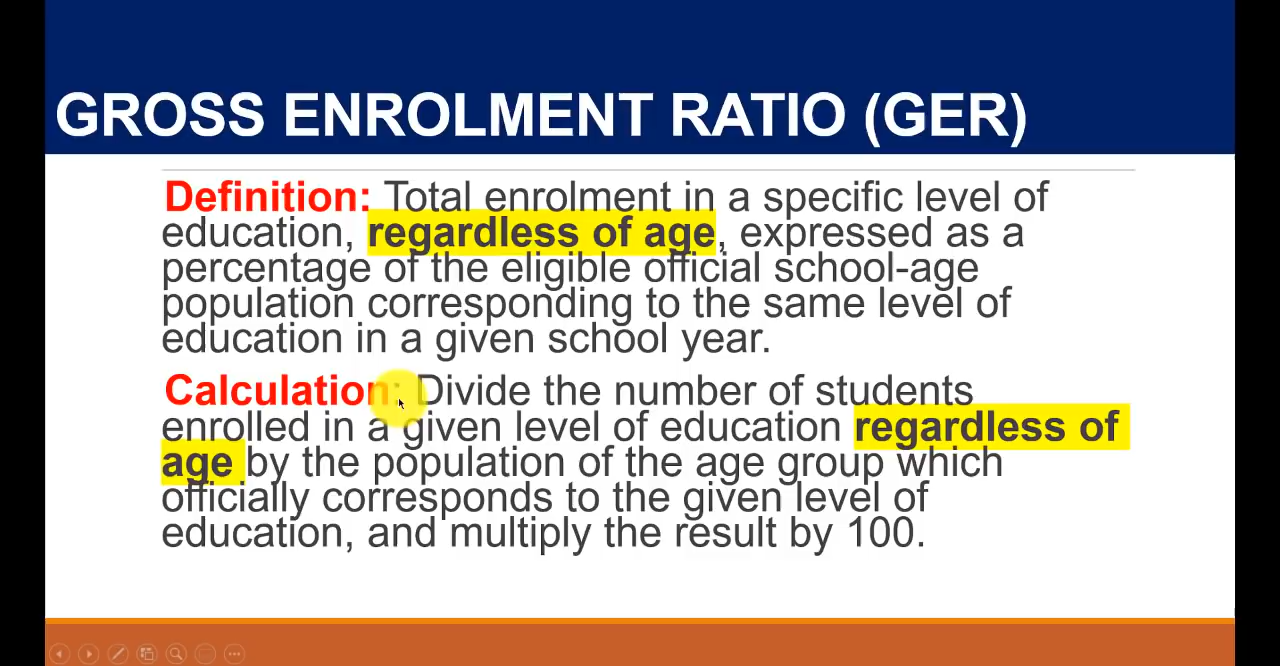 GROSS ENROLMENT RATIO (GER)
Definition: Total enrolment in a specific level of
education, regardless of age, expressed as a
percentage of the eligible official school-age
population corresponding to the same level of
education in a given school year.
Calculation: Divide the number of students
enrolled in a given level of education regardless of
age by the population of the age group which
officially corresponds to the given level of
education, and multiply the result by 100.